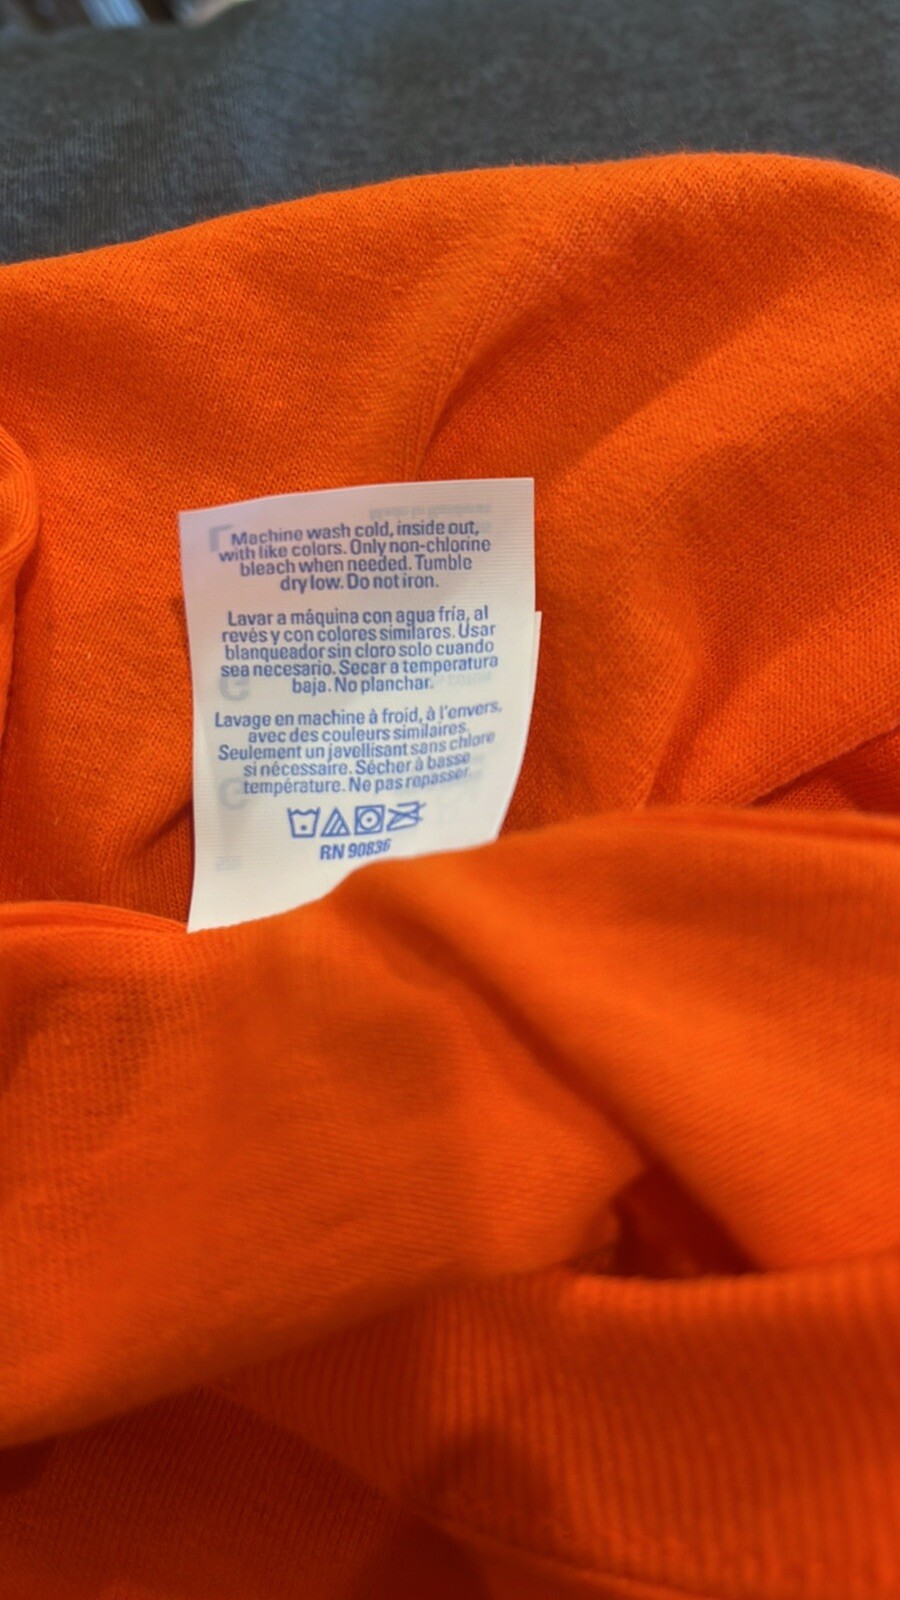 Machine wash cold, inside out,
with like colors. Only non-chlorine
bleach when needed. Tumble
dry low. Do not iron.
Lavar a máquina con agua fría, al
revés y con colores similares. Usar
blanqueador sin cloro solo cuando
sea necesario. Secar a temperatura
baja. No planchar.
Lavage en machine à froid, à l'envers,
avec des couleurs similaires.
Seulement un javellisant sans chlore
si nécessaire. Sécher à basse
température. Ne pas repasser.
RN 90836